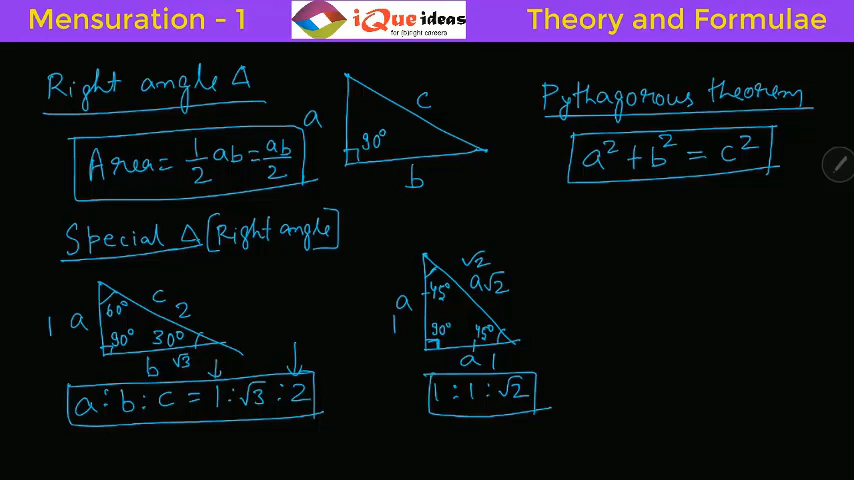 Mensuration - 1
iQue ideas
for (b)right careers
Theory and Formulae
Right angle Δ
Area = 1/2 ab = ab/2
a
90°
c
b
Pythagorous theorem
a² + b² = c²
Special Δ [Right angle]
60°
c
2
1 a
90° 30°
b √3
a : b : c = 1 : √3 : 2
√2
a√2
45°
a
1
90° 45°
a 1
1 : 1 : √2